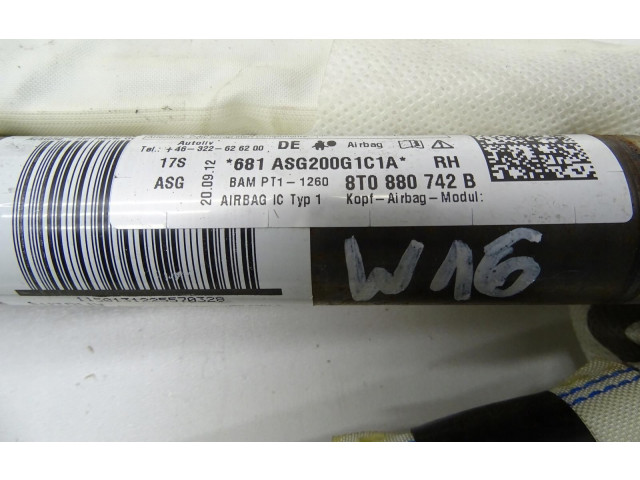 Autoliv
Tel.: +46-322-62 62 00 DE Airbag
17S *681 ASG200G1C1A* RH
ASG 20.09.12 BAM PT1-1260 8T0 880 742 B
AIRBAG IC Typ 1 Kopf-Airbag-Modul:
W16